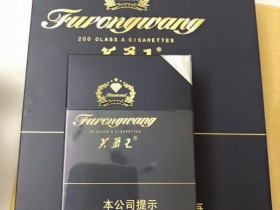 Furongwang
200 CLASS A CIGARETTES
芙蓉王
Diamond
Furongwang
20 CLASS A CIGARETTES
芙蓉王
本公司提示